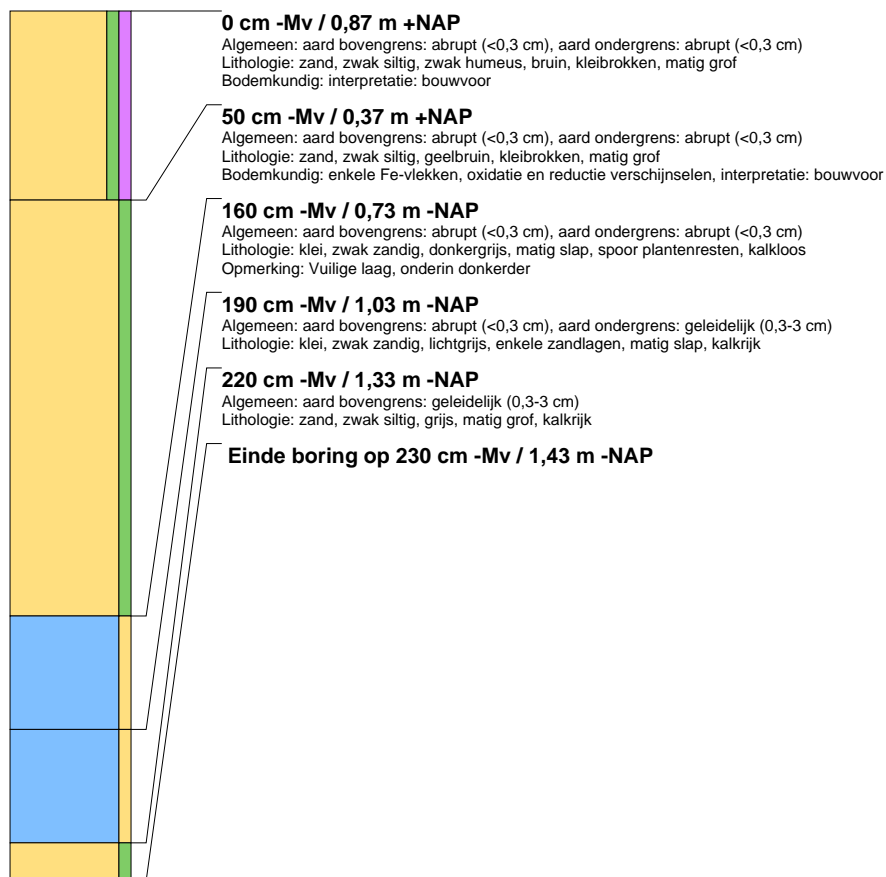 0 cm -Mv / 0,87 m +NAP
Algemeen: aard bovengrens: abrupt (<0,3 cm), aard ondergrens: abrupt (<0,3 cm)
Lithologie: zand, zwak siltig, zwak humeus, bruin, kleibrokken, matig grof
Bodemkundig: interpretatie: bouwvoor
50 cm -Mv / 0,37 m +NAP
Algemeen: aard bovengrens: abrupt (<0,3 cm), aard ondergrens: abrupt (<0,3 cm)
Lithologie: zand, zwak siltig, geelbruin, kleibrokken, matig grof
Bodemkundig: enkele Fe-vlekken, oxidatie en reductie verschijnselen, interpretatie: bouwvoor
160 cm -Mv / 0,73 m -NAP
Algemeen: aard bovengrens: abrupt (<0,3 cm), aard ondergrens: abrupt (<0,3 cm)
Lithologie: klei, zwak zandig, donkergrijs, matig slap, spoor plantenresten, kalkloos
Opmerking: Vuilige laag, onderin donkerder
190 cm -Mv / 1,03 m -NAP
Algemeen: aard bovengrens: abrupt (<0,3 cm), aard ondergrens: geleidelijk (0,3-3 cm)
Lithologie: klei, zwak zandig, lichtgrijs, enkele zandlagen, matig slap, kalkrijk
220 cm -Mv / 1,33 m -NAP
Algemeen: aard bovengrens: geleidelijk (0,3-3 cm)
Lithologie: zand, zwak siltig, grijs, matig grof, kalkrijk
Einde boring op 230 cm -Mv / 1,43 m -NAP